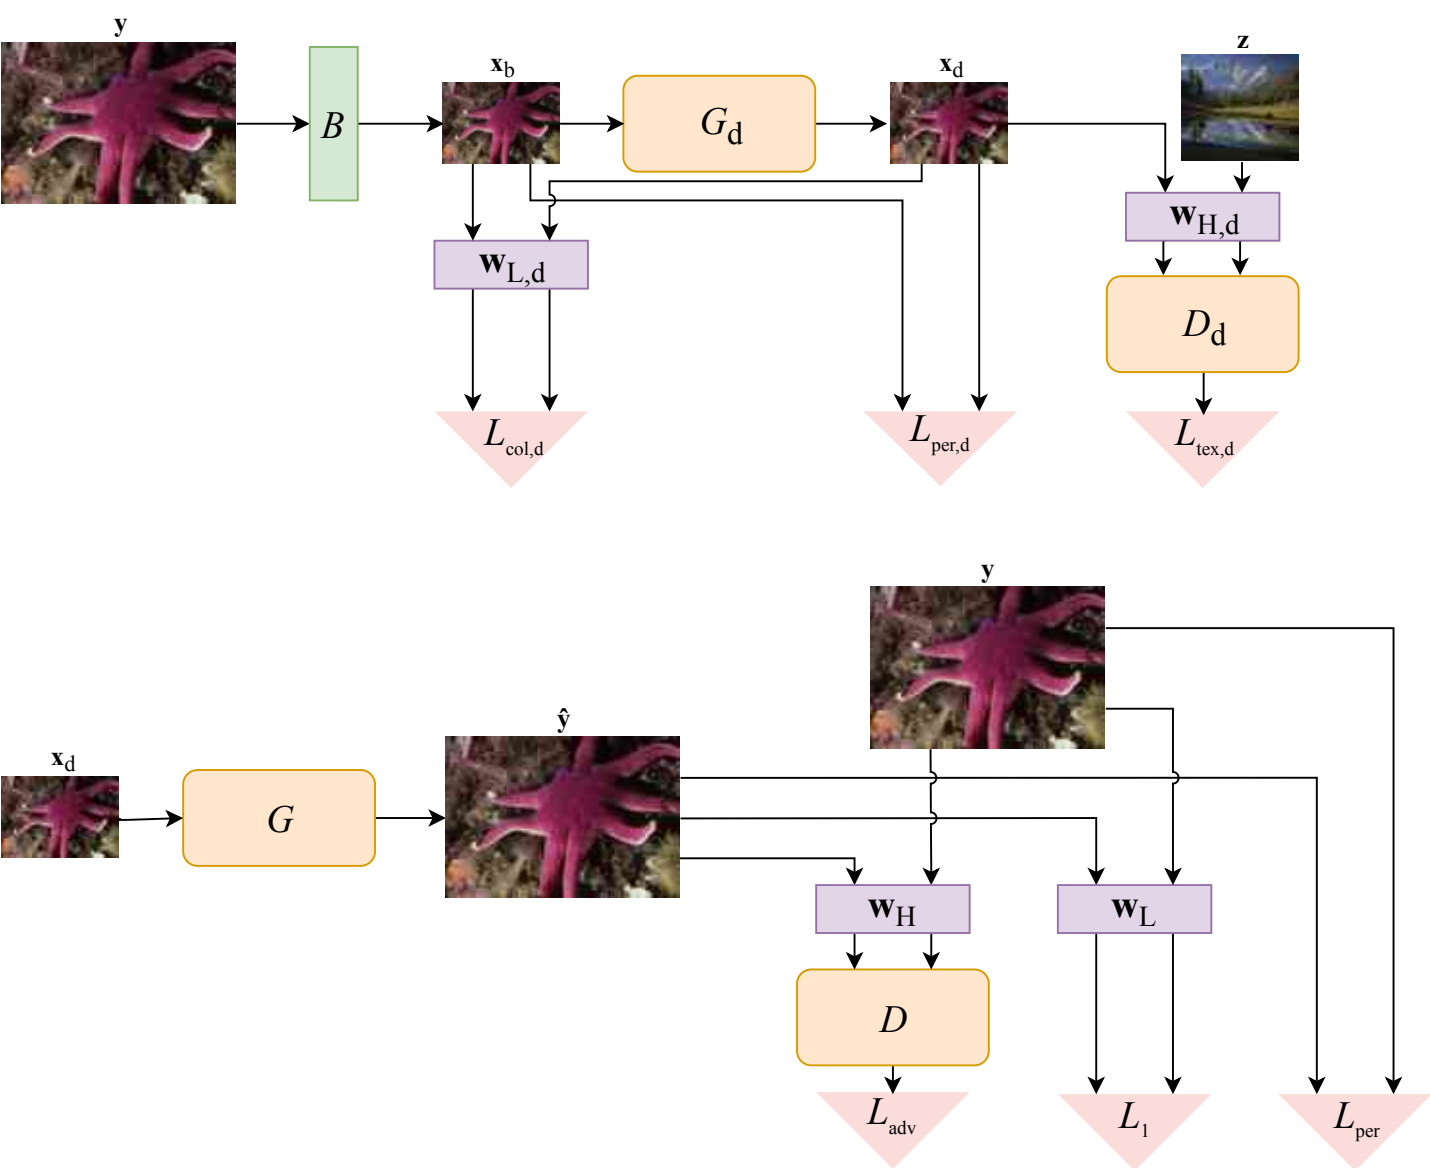 y
z
x_b
x_d
B
G_d
w_H,d
w_L,d
D_d
L_col,d
L_per,d
L_tex,d
y
ŷ
x_d
G
w_H
w_L
D
L_adv
L_1
L_per